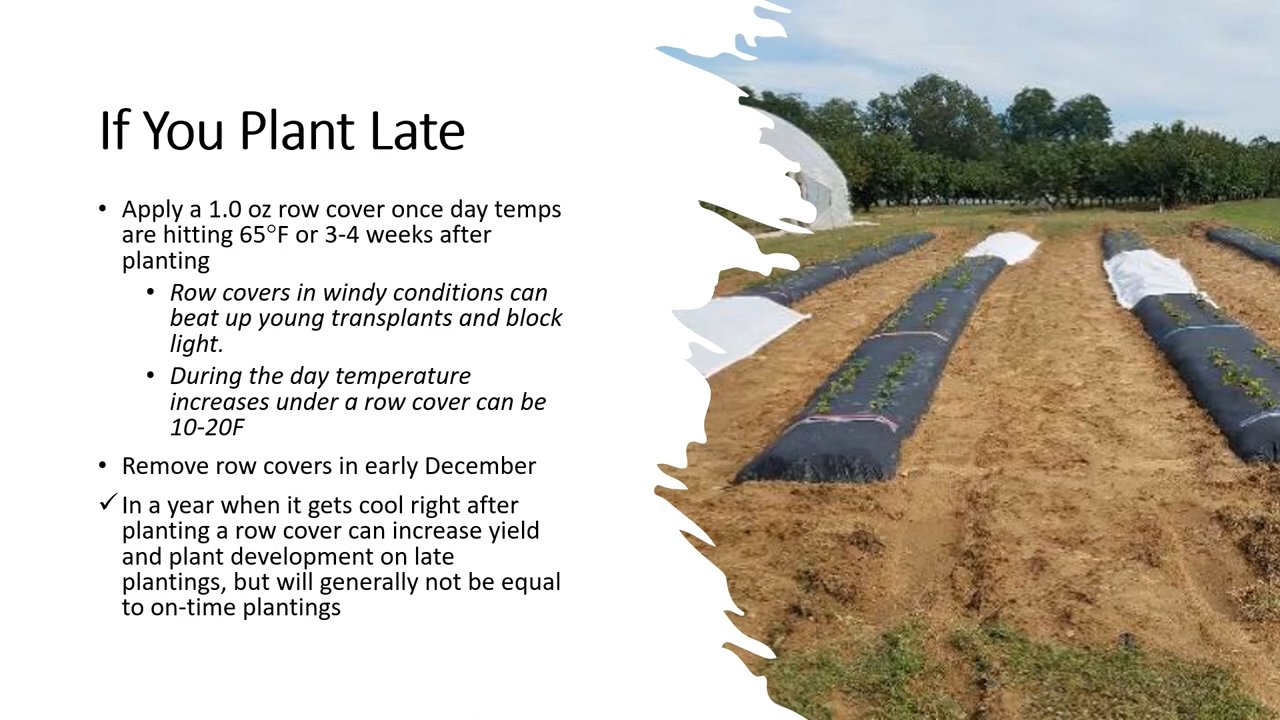 If You Plant Late
• Apply a 1.0 oz row cover once day temps
are hitting 65°F or 3-4 weeks after
planting
• Row covers in windy conditions can
beat up young transplants and block
light.
• During the day temperature
increases under a row cover can be
10-20F
• Remove row covers in early December
✓ In a year when it gets cool right after
planting a row cover can increase yield
and plant development on late
plantings, but will generally not be equal
to on-time plantings